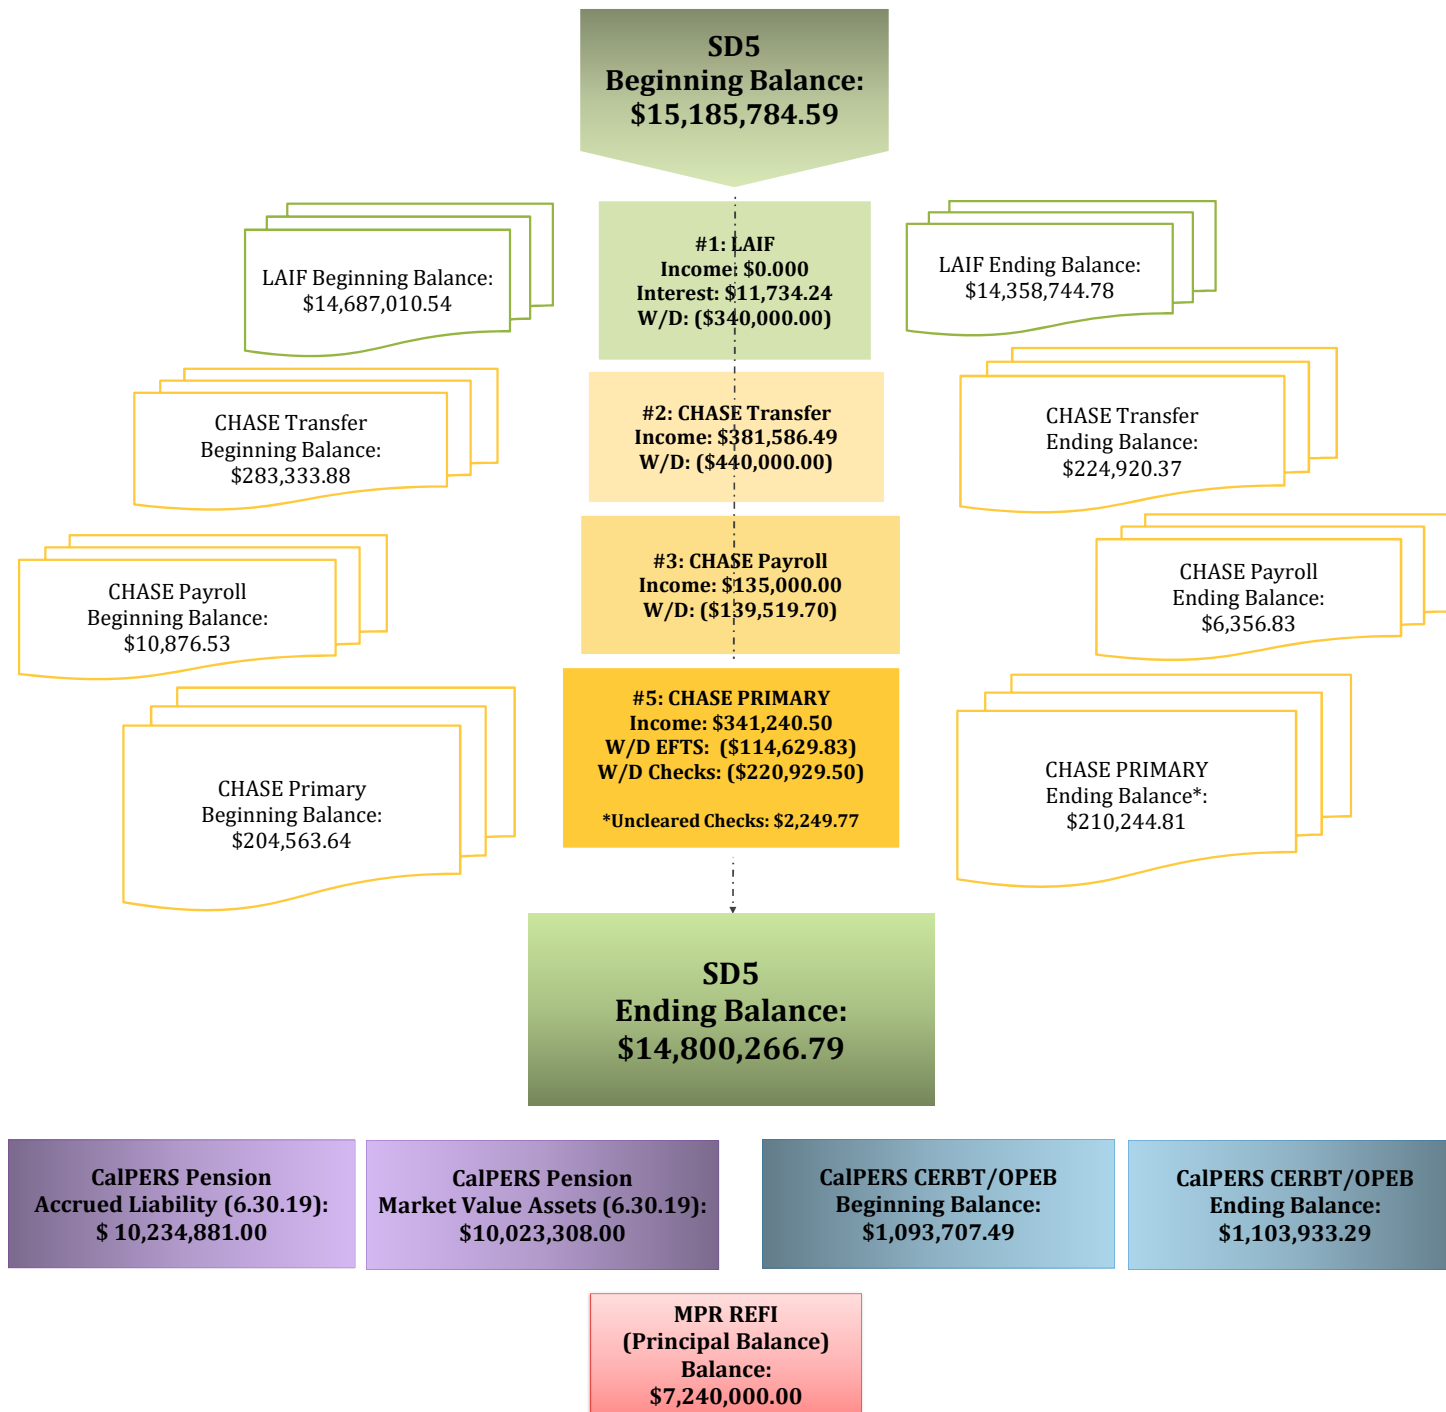 SD5
Beginning Balance:
$15,185,784.59
LAIF Beginning Balance:
$14,687,010.54
#1: LAIF
Income: $0.000
Interest: $11,734.24
W/D: ($340,000.00)
LAIF Ending Balance:
$14,358,744.78
CHASE Transfer
Beginning Balance:
$283,333.88
#2: CHASE Transfer
Income: $381,586.49
W/D: ($440,000.00)
CHASE Transfer
Ending Balance:
$224,920.37
CHASE Payroll
Beginning Balance:
$10,876.53
#3: CHASE Payroll
Income: $135,000.00
W/D: ($139,519.70)
CHASE Payroll
Ending Balance:
$6,356.83
CHASE Primary
Beginning Balance:
$204,563.64
#5: CHASE PRIMARY
Income: $341,240.50
W/D EFTS:  ($114,629.83)
W/D Checks: ($220,929.50)
*Uncleared Checks: $2,249.77
CHASE PRIMARY
Ending Balance*:
$210,244.81
SD5
Ending Balance:
$14,800,266.79
CalPERS Pension
Accrued Liability (6.30.19):
$ 10,234,881.00
CalPERS Pension
Market Value Assets (6.30.19):
$10,023,308.00
CalPERS CERBT/OPEB
Beginning Balance:
$1,093,707.49
CalPERS CERBT/OPEB
Ending Balance:
$1,103,933.29
MPR REFI
(Principal Balance)
Balance:
$7,240,000.00